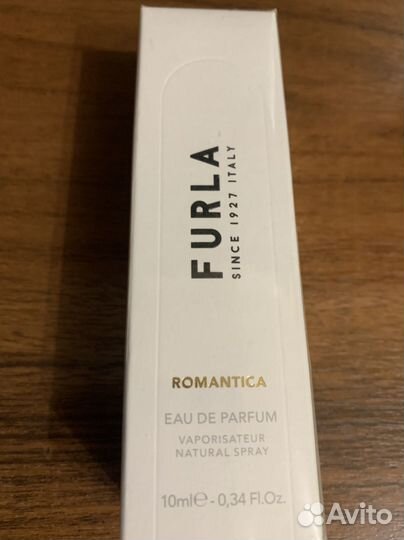 FURLA
SINCE 1927 ITALY
ROMANTICA
EAU DE PARFUM
VAPORISATEUR
NATURAL SPRAY
10ml℮-0,34 Fl.Oz.
Avito